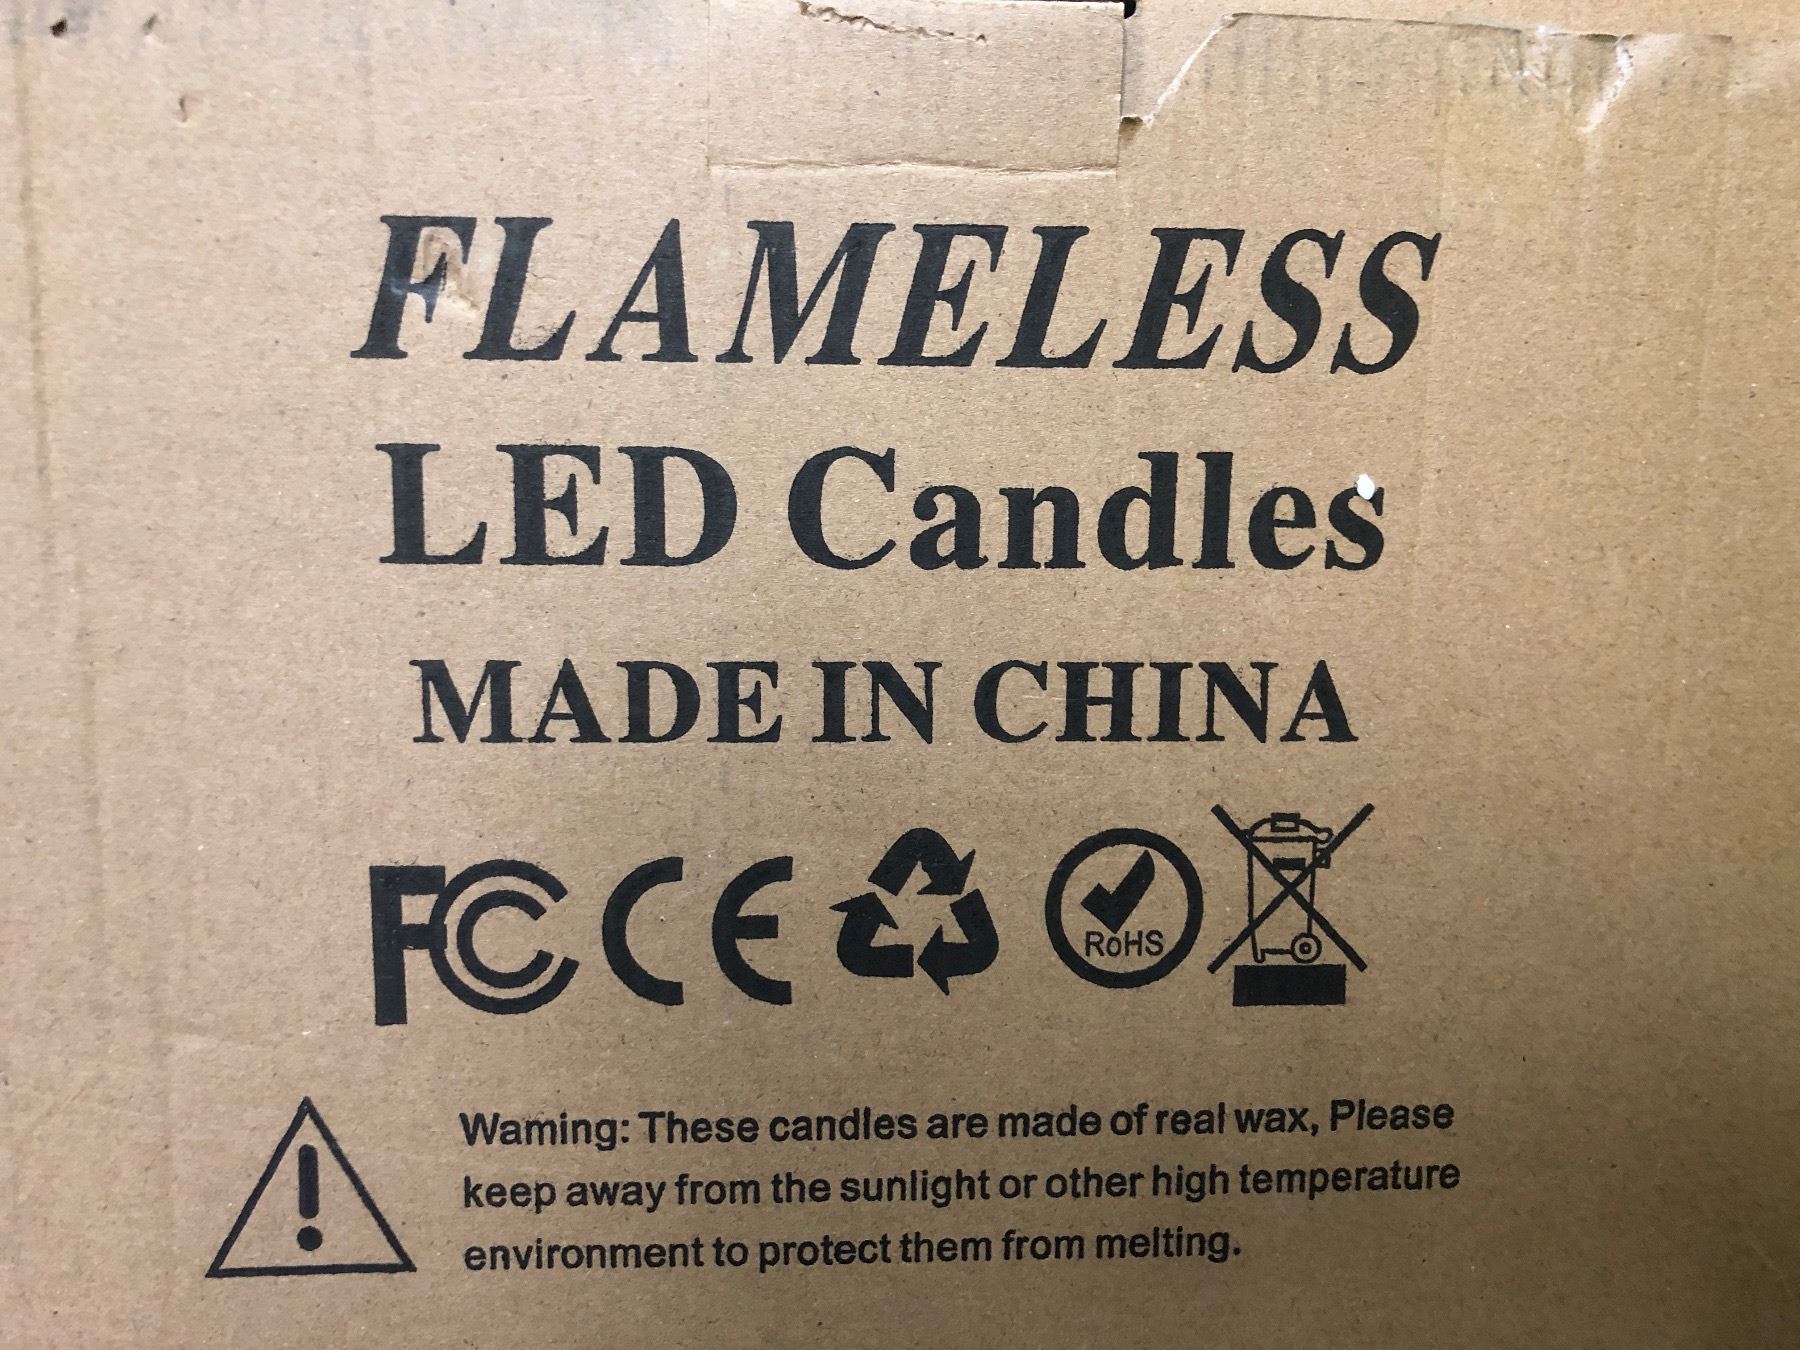 FLAMELESS
LED Candles
MADE IN CHINA
FC CE RoHS
Warning: These candles are made of real wax, Please
keep away from the sunlight or other high temperature
environment to protect them from melting.